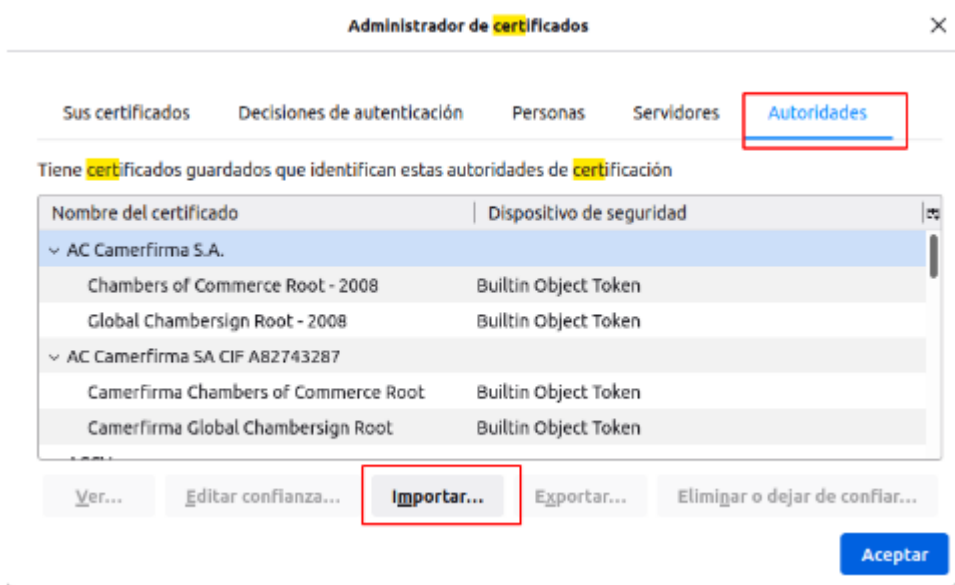 Administrador de certificados
Sus certificados Decisiones de autenticación Personas Servidores Autoridades
Tiene certificados guardados que identifican estas autoridades de certificación
Nombre del certificado Dispositivo de seguridad
AC Camerfirma S.A.
Chambers of Commerce Root - 2008 Builtin Object Token
Global Chambersign Root - 2008 Builtin Object Token
AC Camerfirma SA CIF A82743287
Camerfirma Chambers of Commerce Root Builtin Object Token
Camerfirma Global Chambersign Root Builtin Object Token
Ver... Editar confianza... Importar... Exportar... Eliminar o dejar de confiar...
Aceptar